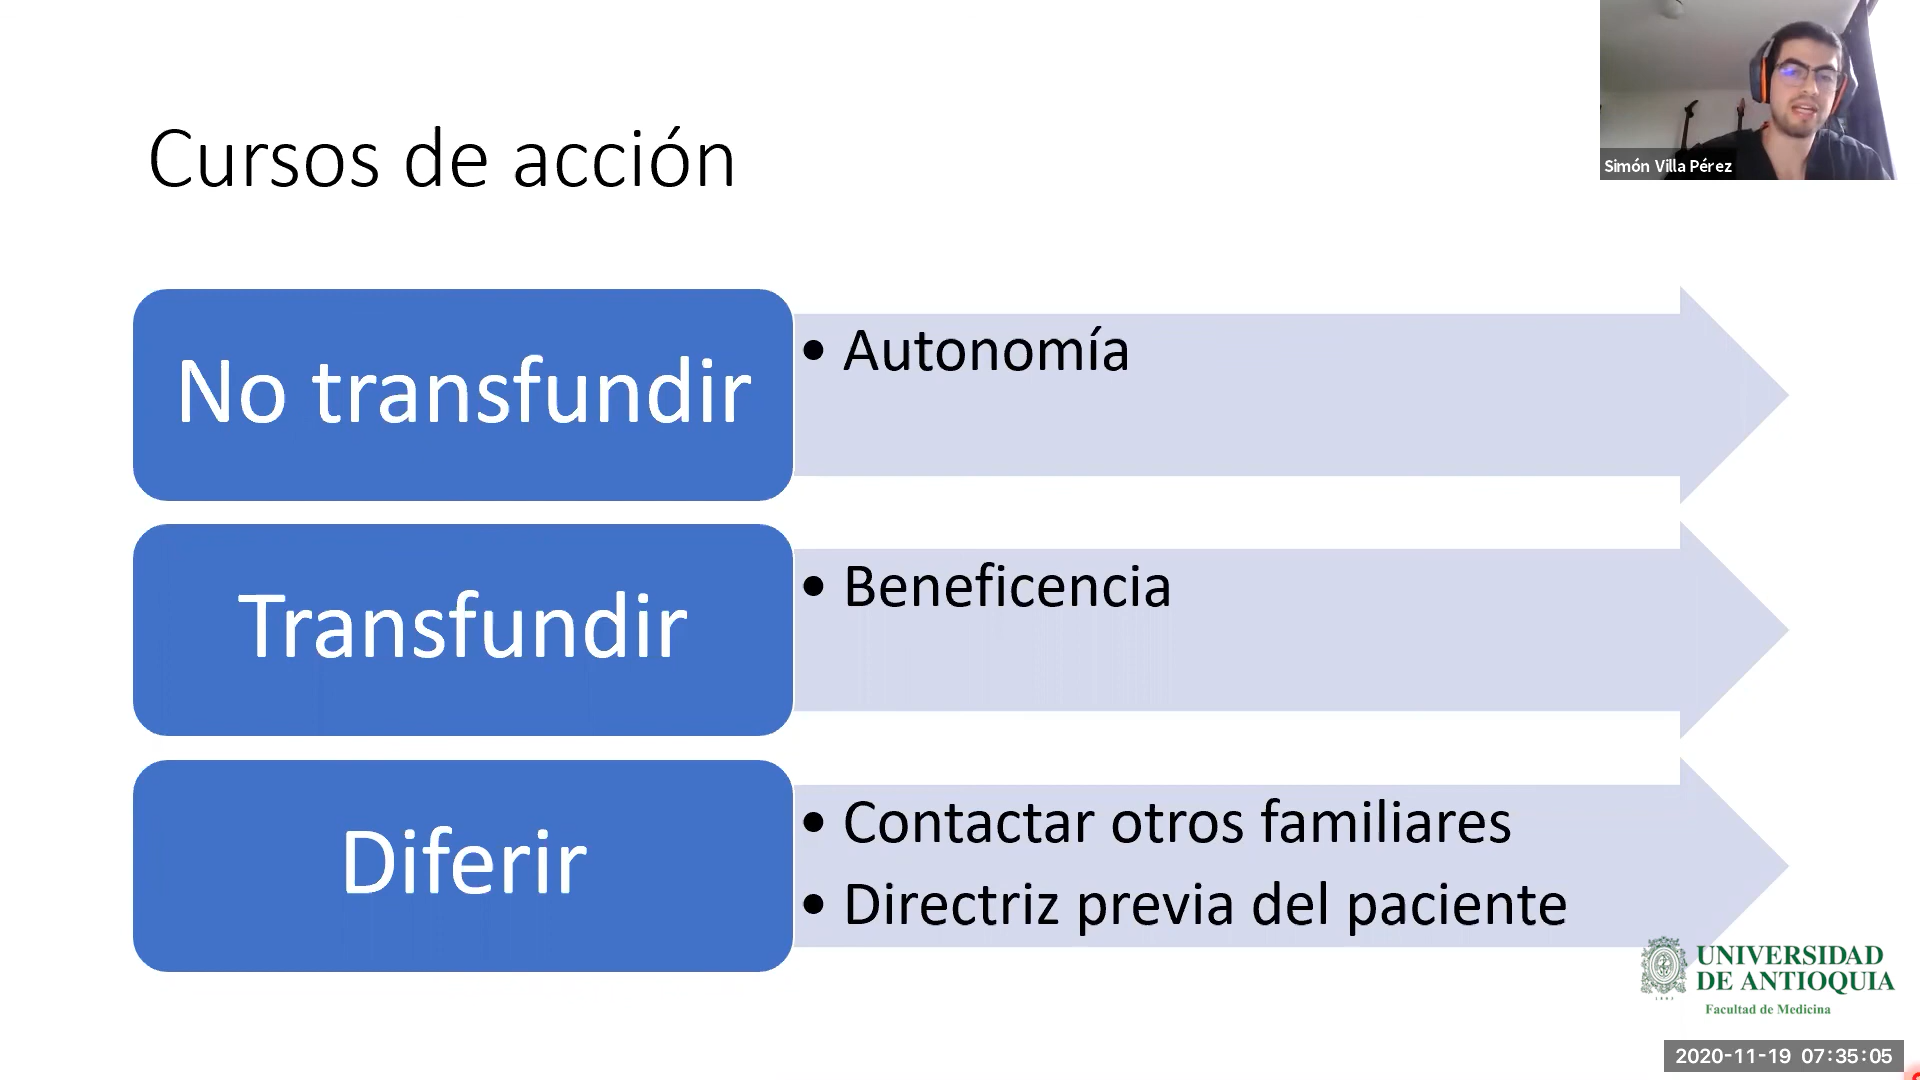 Cursos de acción
Simón Villa Pérez
No transfundir
• Autonomía
Transfundir
• Beneficencia
Diferir
• Contactar otros familiares
• Directriz previa del paciente
UNIVERSIDAD
DE ANTIOQUIA
Facultad de Medicina
2020-11-19 07:35:05